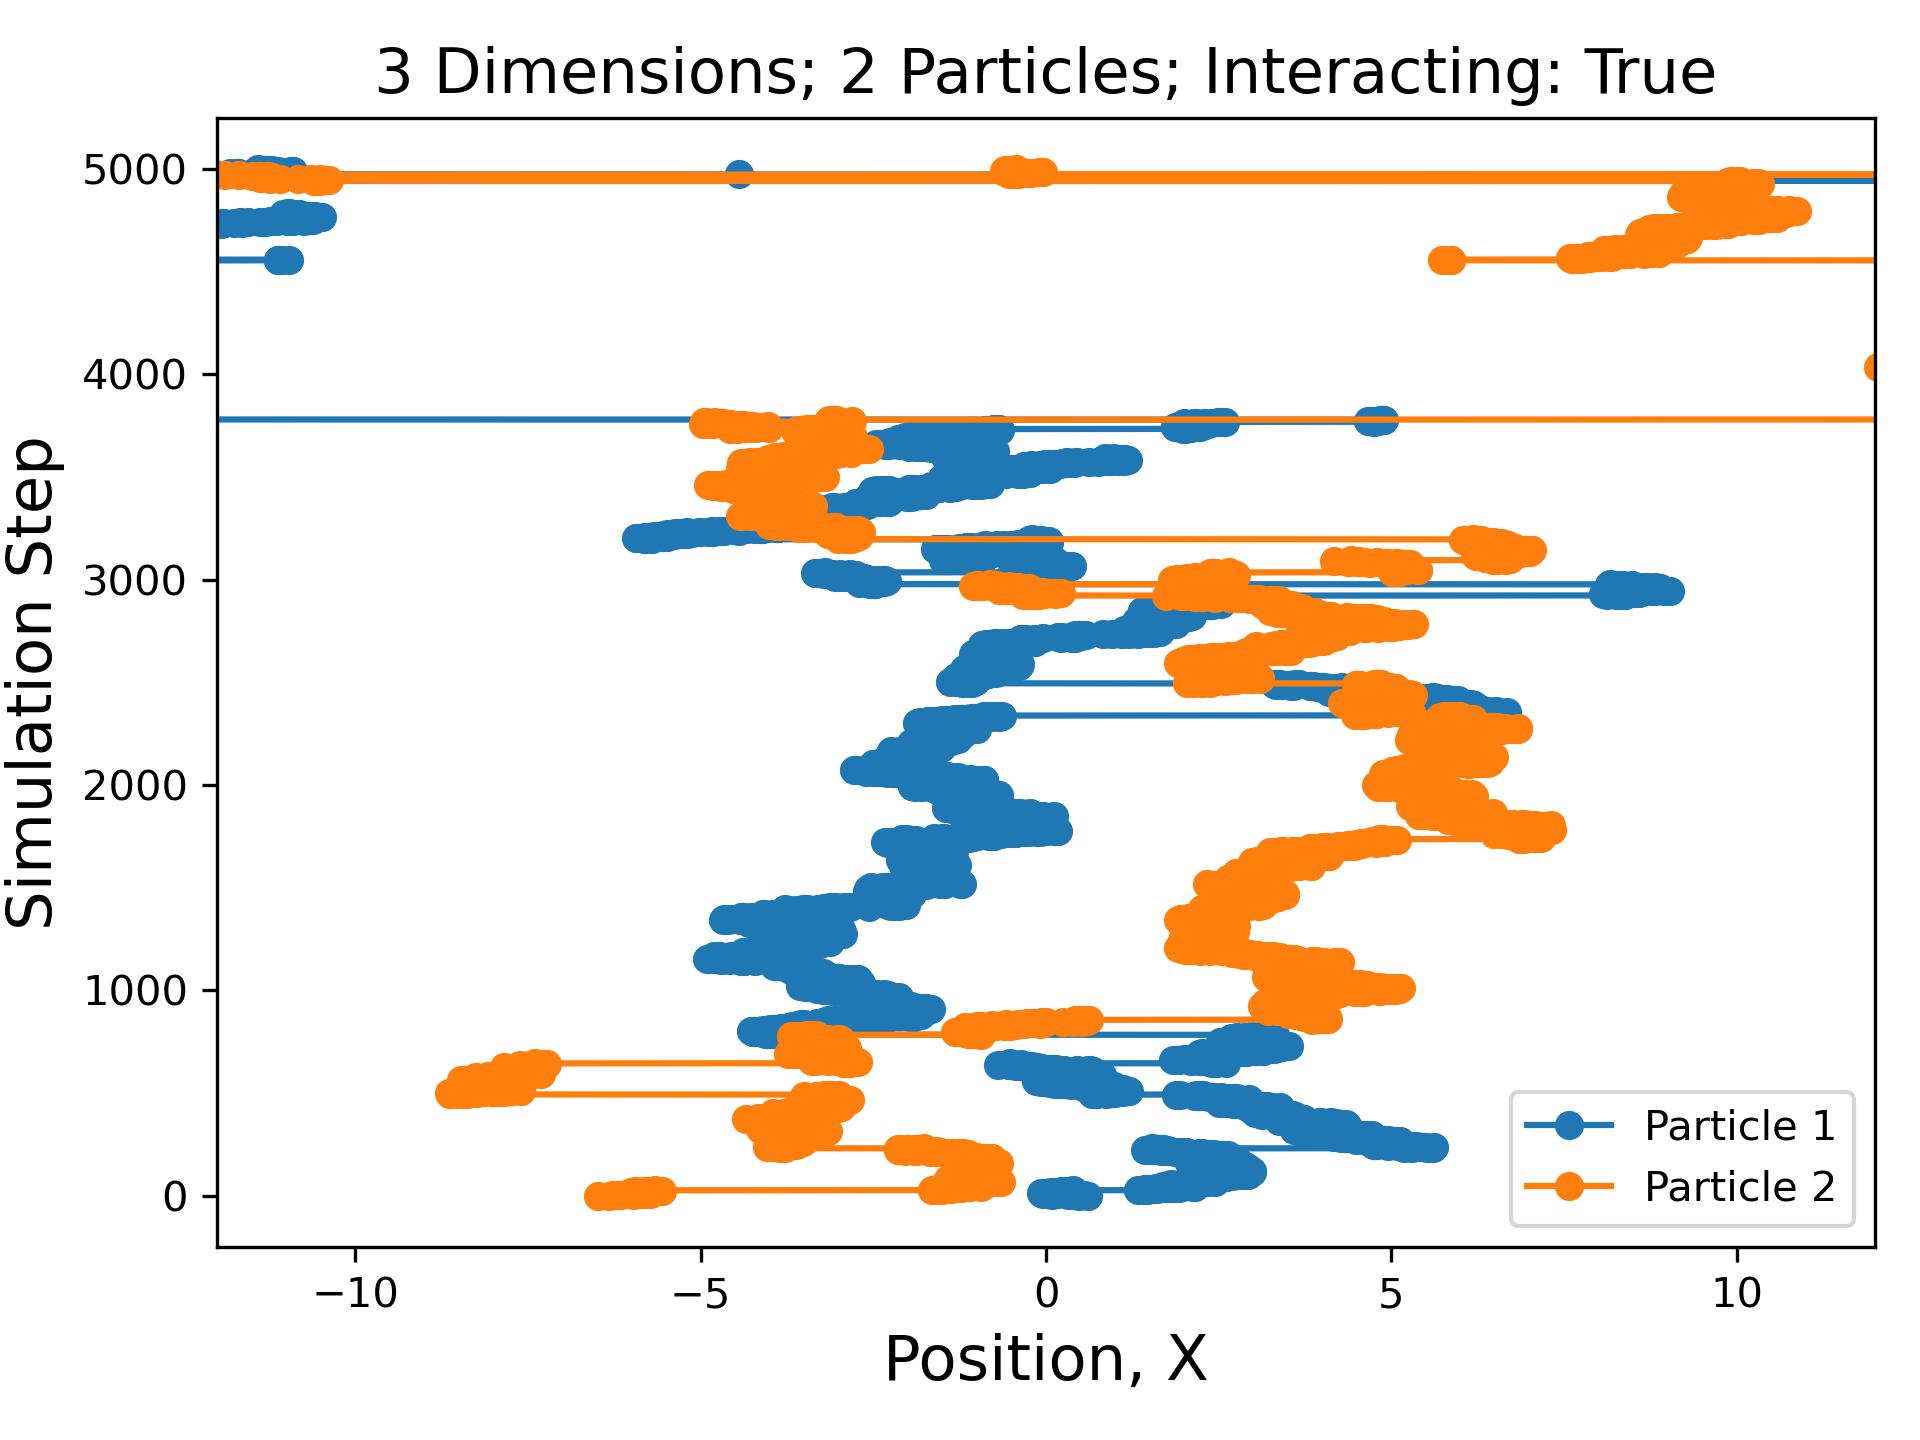 3 Dimensions; 2 Particles; Interacting: True
Simulation Step
5000
4000
3000
2000
1000
0
−10
−5
0
5
10
Position, X
Particle 1
Particle 2